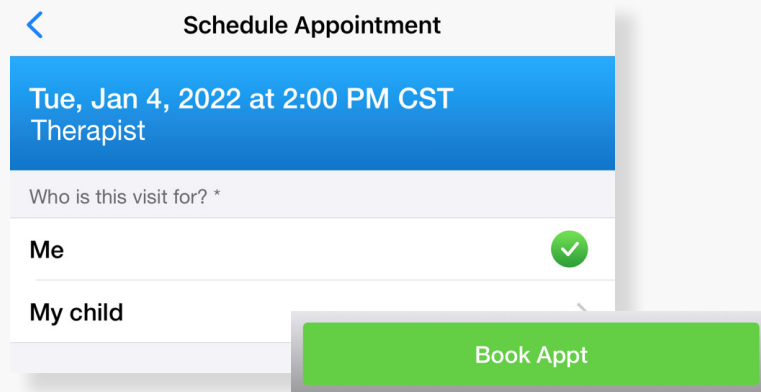 Schedule Appointment
Tue, Jan 4, 2022 at 2:00 PM CST
Therapist
Who is this visit for? *
Me
My child
Book Appt